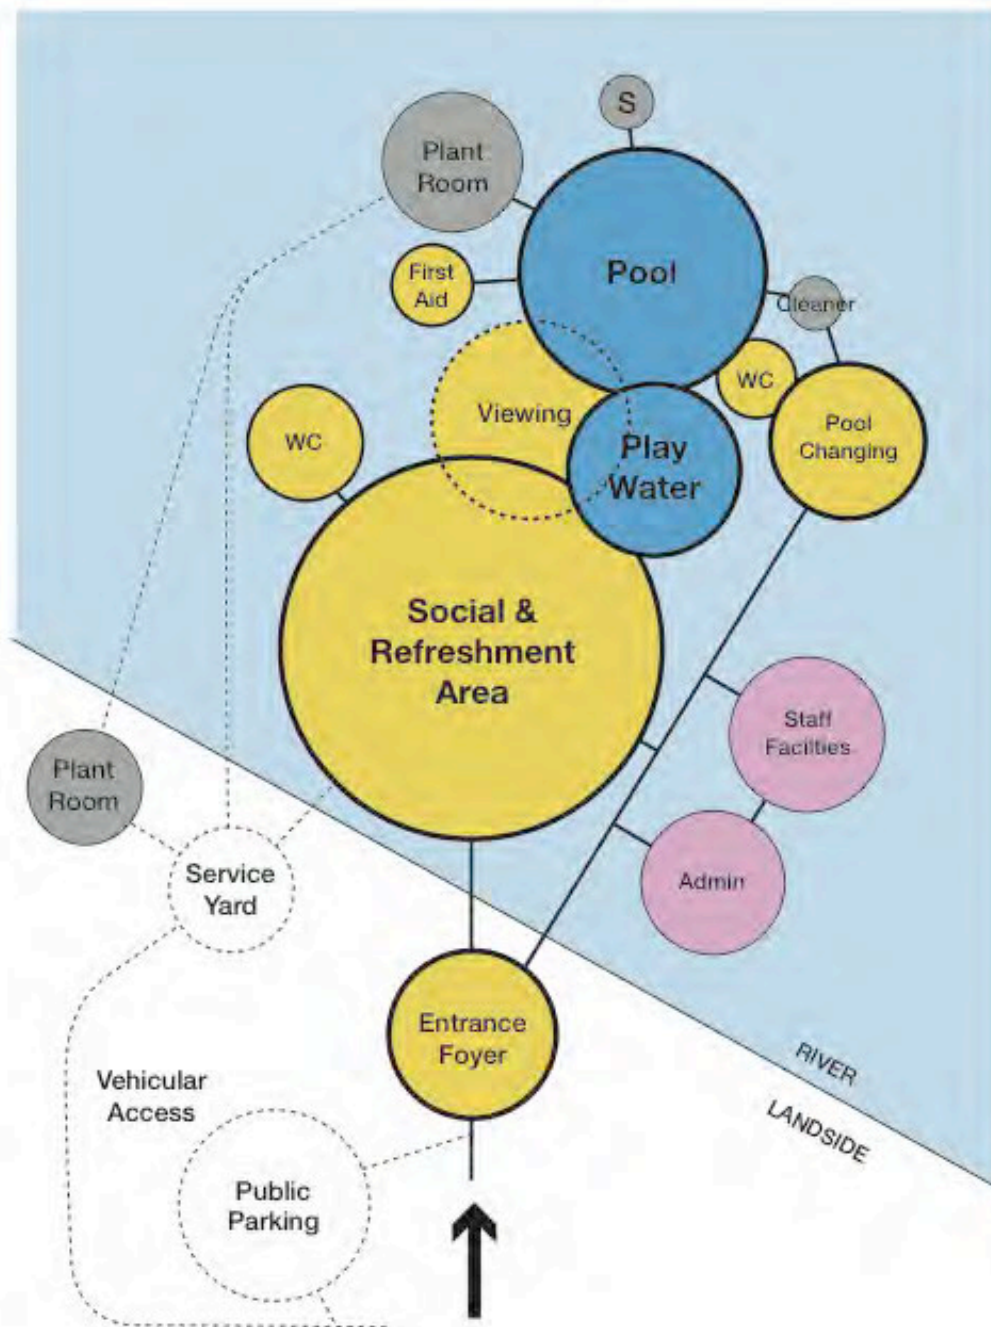 S
Plant
Room
Pool
First
Aid
Cleaner
WC
Viewing
Pool
Changing
WC
Play
Water
Social &
Refreshment
Area
Staff
Facilties
Plant
Room
Service
Yard
Admin
Entrance
Foyer
RIVER
LANDSIDE
Vehicular
Access
Public
Parking